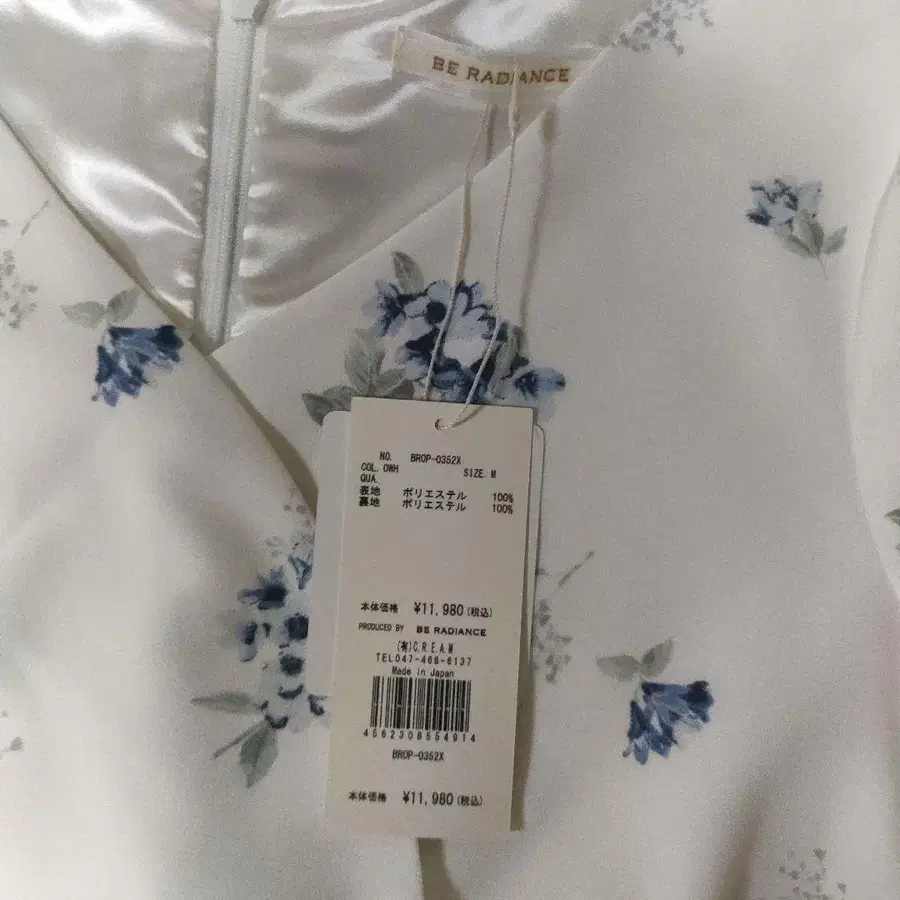 BE RADIANCE
NO. BROP-0352X
COL. OWH SIZE. M
QUA.
表地 ポリエステル 100%
裏地 ポリエステル 100%
本体価格 ¥11,980(税込)
PRODUCED BY BE RADIANCE
(有)C.R.E.A.M
TEL047-468-6137
Made in Japan
4562308554914
BROP-0352X
本体価格 ¥11,980(税込)